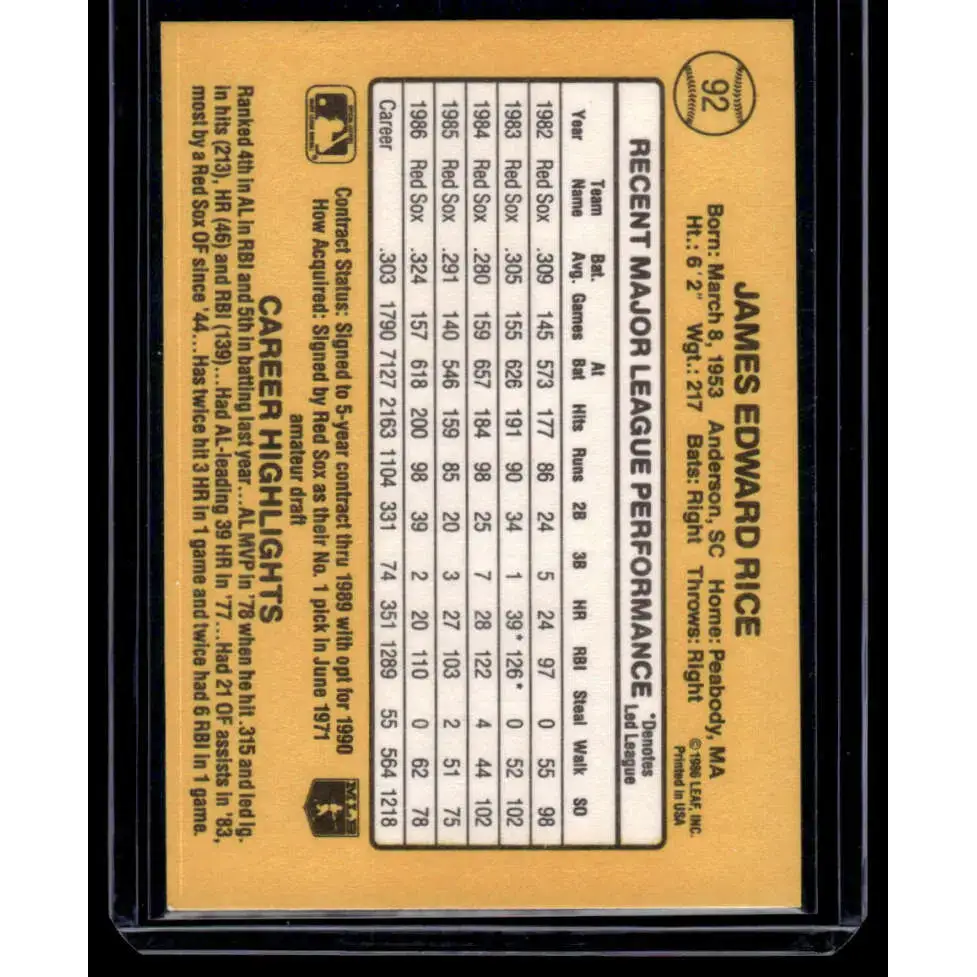 92
JAMES EDWARD RICE
Born: March 8, 1953 Anderson, SC Home: Peabody, MA
Ht.: 6'2" Wgt.: 217 Bats: Right Throws: Right
©1986 LEAF, INC.
Printed in USA
RECENT MAJOR LEAGUE PERFORMANCE *Denotes
Led League
Team Bat. At
Year Name Avg. Games Bat Hits Runs 2B 3B HR RBI Steal Walk SO
1982 Red Sox .309 145 573 177 86 24 5 24 97 0 55 98
1983 Red Sox .305 155 626 191 90 34 1 39* 126* 0 52 102
1984 Red Sox .280 159 657 184 98 25 7 28 122 4 44 102
1985 Red Sox .291 140 546 159 85 20 3 27 103 2 51 75
1986 Red Sox .324 157 618 200 98 39 2 20 110 0 62 78
Career .303 1790 7127 2163 1104 331 74 351 1289 55 564 1218
Contract Status: Signed to 5-year contract thru 1989 with opt for 1990
How Acquired: Signed by Red Sox as their No. 1 pick in June 1971
amateur draft
MLB
CAREER HIGHLIGHTS
Ranked 4th in AL in RBI and 5th in batting last year...AL MVP in '78 when he hit .315 and led lg.
in hits (213), HR (46) and RBI (139)...Had AL-leading 39 HR in '77...Had 21 OF assists in '83,
most by a Red Sox OF since '44...Has twice hit 3 HR in 1 game and twice had 6 RBI in 1 game.